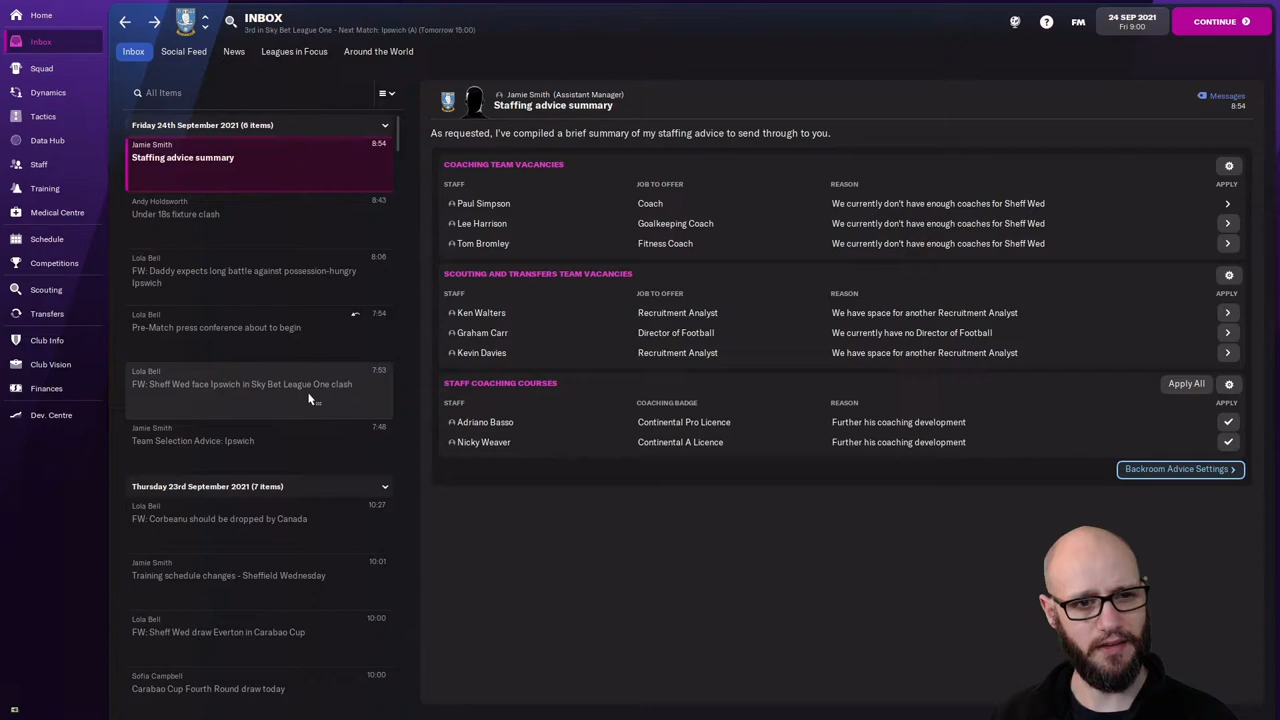 Home
Inbox
Squad
Dynamics
Tactics
Data Hub
Staff
Training
Medical Centre
Schedule
Competitions
Scouting
Transfers
Club Info
Club Vision
Finances
Dev. Centre
INBOX
3rd in Sky Bet League One - Next Match: Ipswich (A) (Tomorrow 15:00)
?
FM
24 SEP 2021
Fri 9:00
CONTINUE
Inbox Social Feed News Leagues in Focus Around the World
All Items
Friday 24th September 2021 (6 items)
Jamie Smith 8:54
Staffing advice summary
Andy Holdsworth 8:43
Under 18s fixture clash
Lola Bell 8:06
FW: Daddy expects long battle against possession-hungry
Ipswich
Lola Bell 7:54
Pre-Match press conference about to begin
Lola Bell 7:53
FW: Sheff Wed face Ipswich in Sky Bet League One clash
Jamie Smith 7:48
Team Selection Advice: Ipswich
Thursday 23rd September 2021 (7 items)
Lola Bell 10:27
FW: Corbeanu should be dropped by Canada
Jamie Smith 10:01
Training schedule changes - Sheffield Wednesday
Lola Bell 10:00
FW: Sheff Wed draw Everton in Carabao Cup
Sofia Campbell 10:00
Carabao Cup Fourth Round draw today
Jamie Smith (Assistant Manager)
Staffing advice summary
Messages
8:54
As requested, I've compiled a brief summary of my staffing advice to send through to you.
COACHING TEAM VACANCIES
STAFF JOB TO OFFER REASON APPLY
Paul Simpson Coach We currently don't have enough coaches for Sheff Wed
Lee Harrison Goalkeeping Coach We currently don't have enough coaches for Sheff Wed
Tom Bromley Fitness Coach We currently don't have enough coaches for Sheff Wed
SCOUTING AND TRANSFERS TEAM VACANCIES
STAFF JOB TO OFFER REASON APPLY
Ken Walters Recruitment Analyst We have space for another Recruitment Analyst
Graham Carr Director of Football We currently have no Director of Football
Kevin Davies Recruitment Analyst We have space for another Recruitment Analyst
STAFF COACHING COURSES Apply All
STAFF COACHING BADGE REASON APPLY
Adriano Basso Continental Pro Licence Further his coaching development
Nicky Weaver Continental A Licence Further his coaching development
Backroom Advice Settings